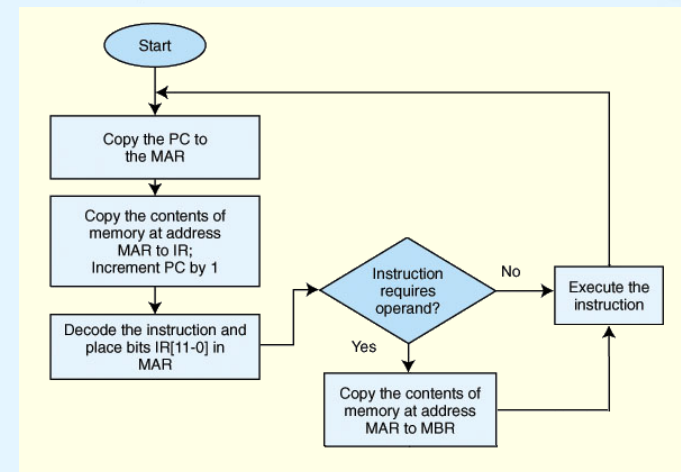 Start
Copy the PC to
the MAR
Copy the contents of
memory at address
MAR to IR;
Increment PC by 1
Decode the instruction and
place bits IR[11-0] in
MAR
Instruction
requires
operand?
No
Yes
Execute the
instruction
Copy the contents of
memory at address
MAR to MBR